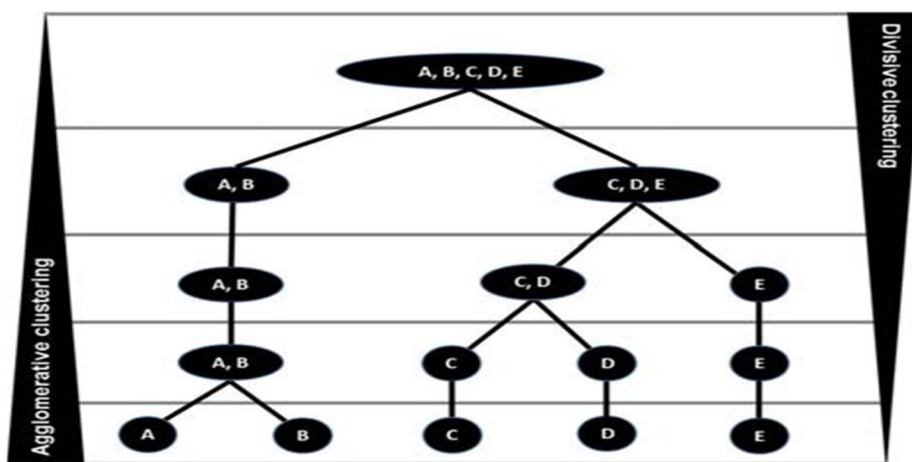 A, B, C, D, E
Divisive clustering
A, B
C, D, E
A, B
C, D
E
A, B
C
D
E
Agglomerative clustering
A
B
C
D
E